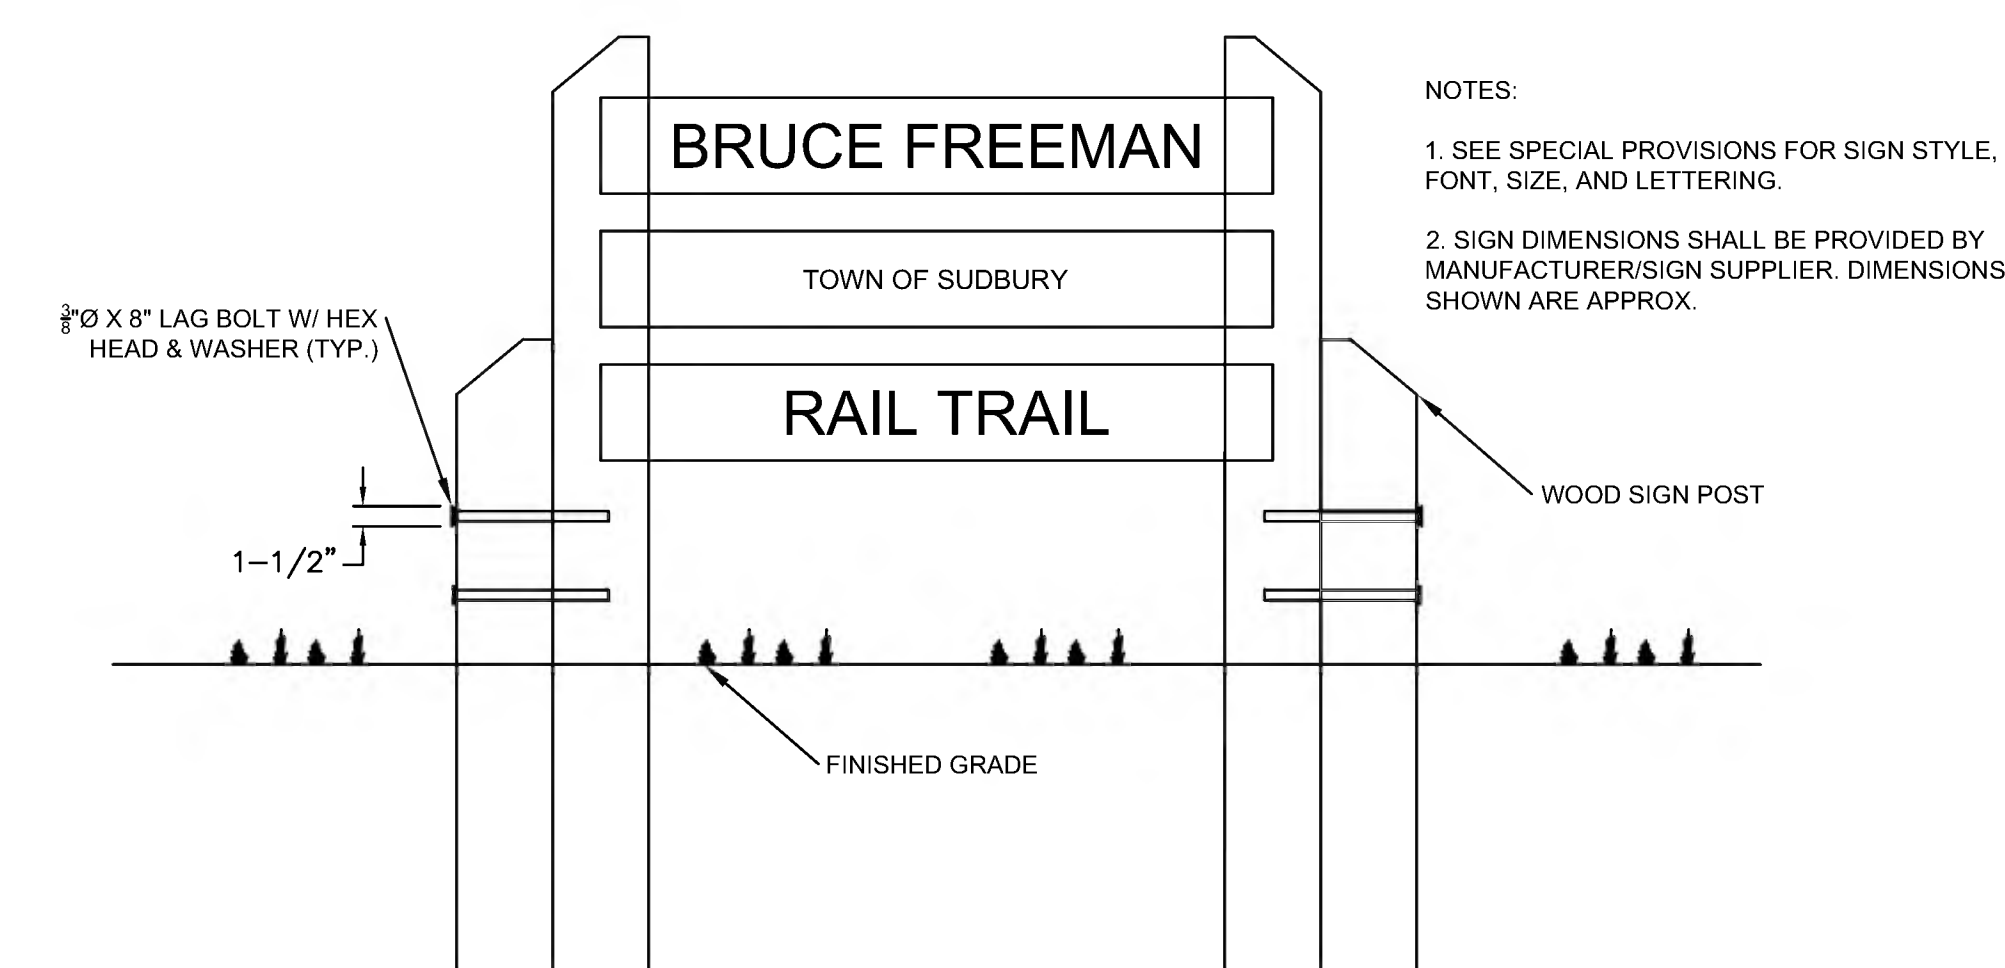 BRUCE FREEMAN
TOWN OF SUDBURY
RAIL TRAIL
NOTES:
1. SEE SPECIAL PROVISIONS FOR SIGN STYLE,
FONT, SIZE, AND LETTERING.
2. SIGN DIMENSIONS SHALL BE PROVIDED BY
MANUFACTURER/SIGN SUPPLIER. DIMENSIONS
SHOWN ARE APPROX.
3/8"Ø X 8" LAG BOLT W/ HEX
HEAD & WASHER (TYP.)
1-1/2"
WOOD SIGN POST
FINISHED GRADE